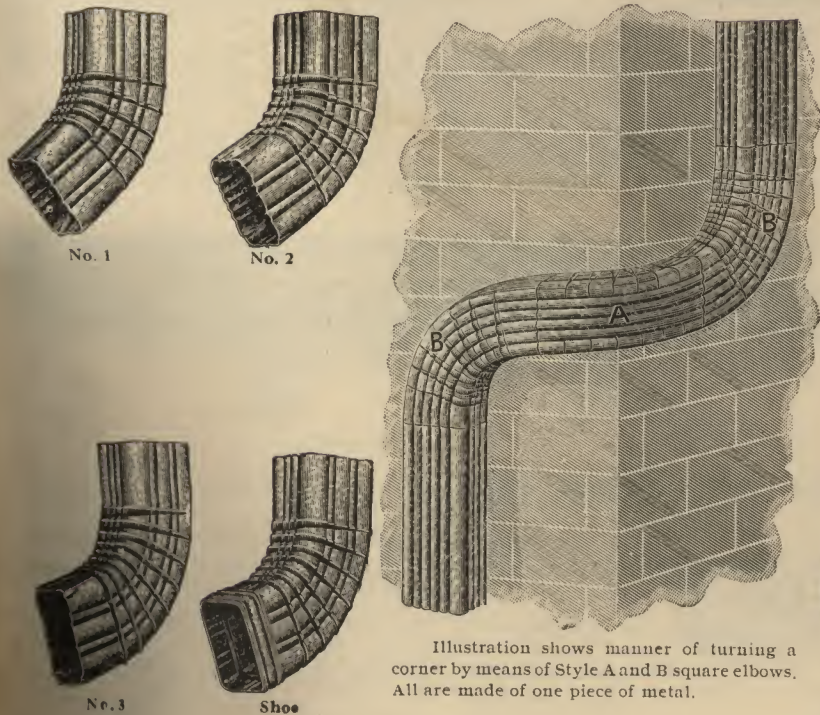 No. 1
No. 2
B
A
B
No. 3
Shoe
Illustration shows manner of turning a
corner by means of Style A and B square elbows.
All are made of one piece of metal.